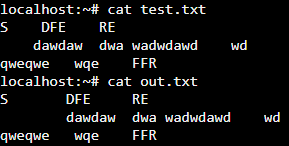 localhost:~# cat test.txt
S    DFE    RE
    dawdaw  dwa wadwdawd    wd
qweqwe   wqe    FFR
localhost:~# cat out.txt
S       DFE     RE
        dawdaw  dwa wadwdawd    wd
qweqwe   wqe    FFR